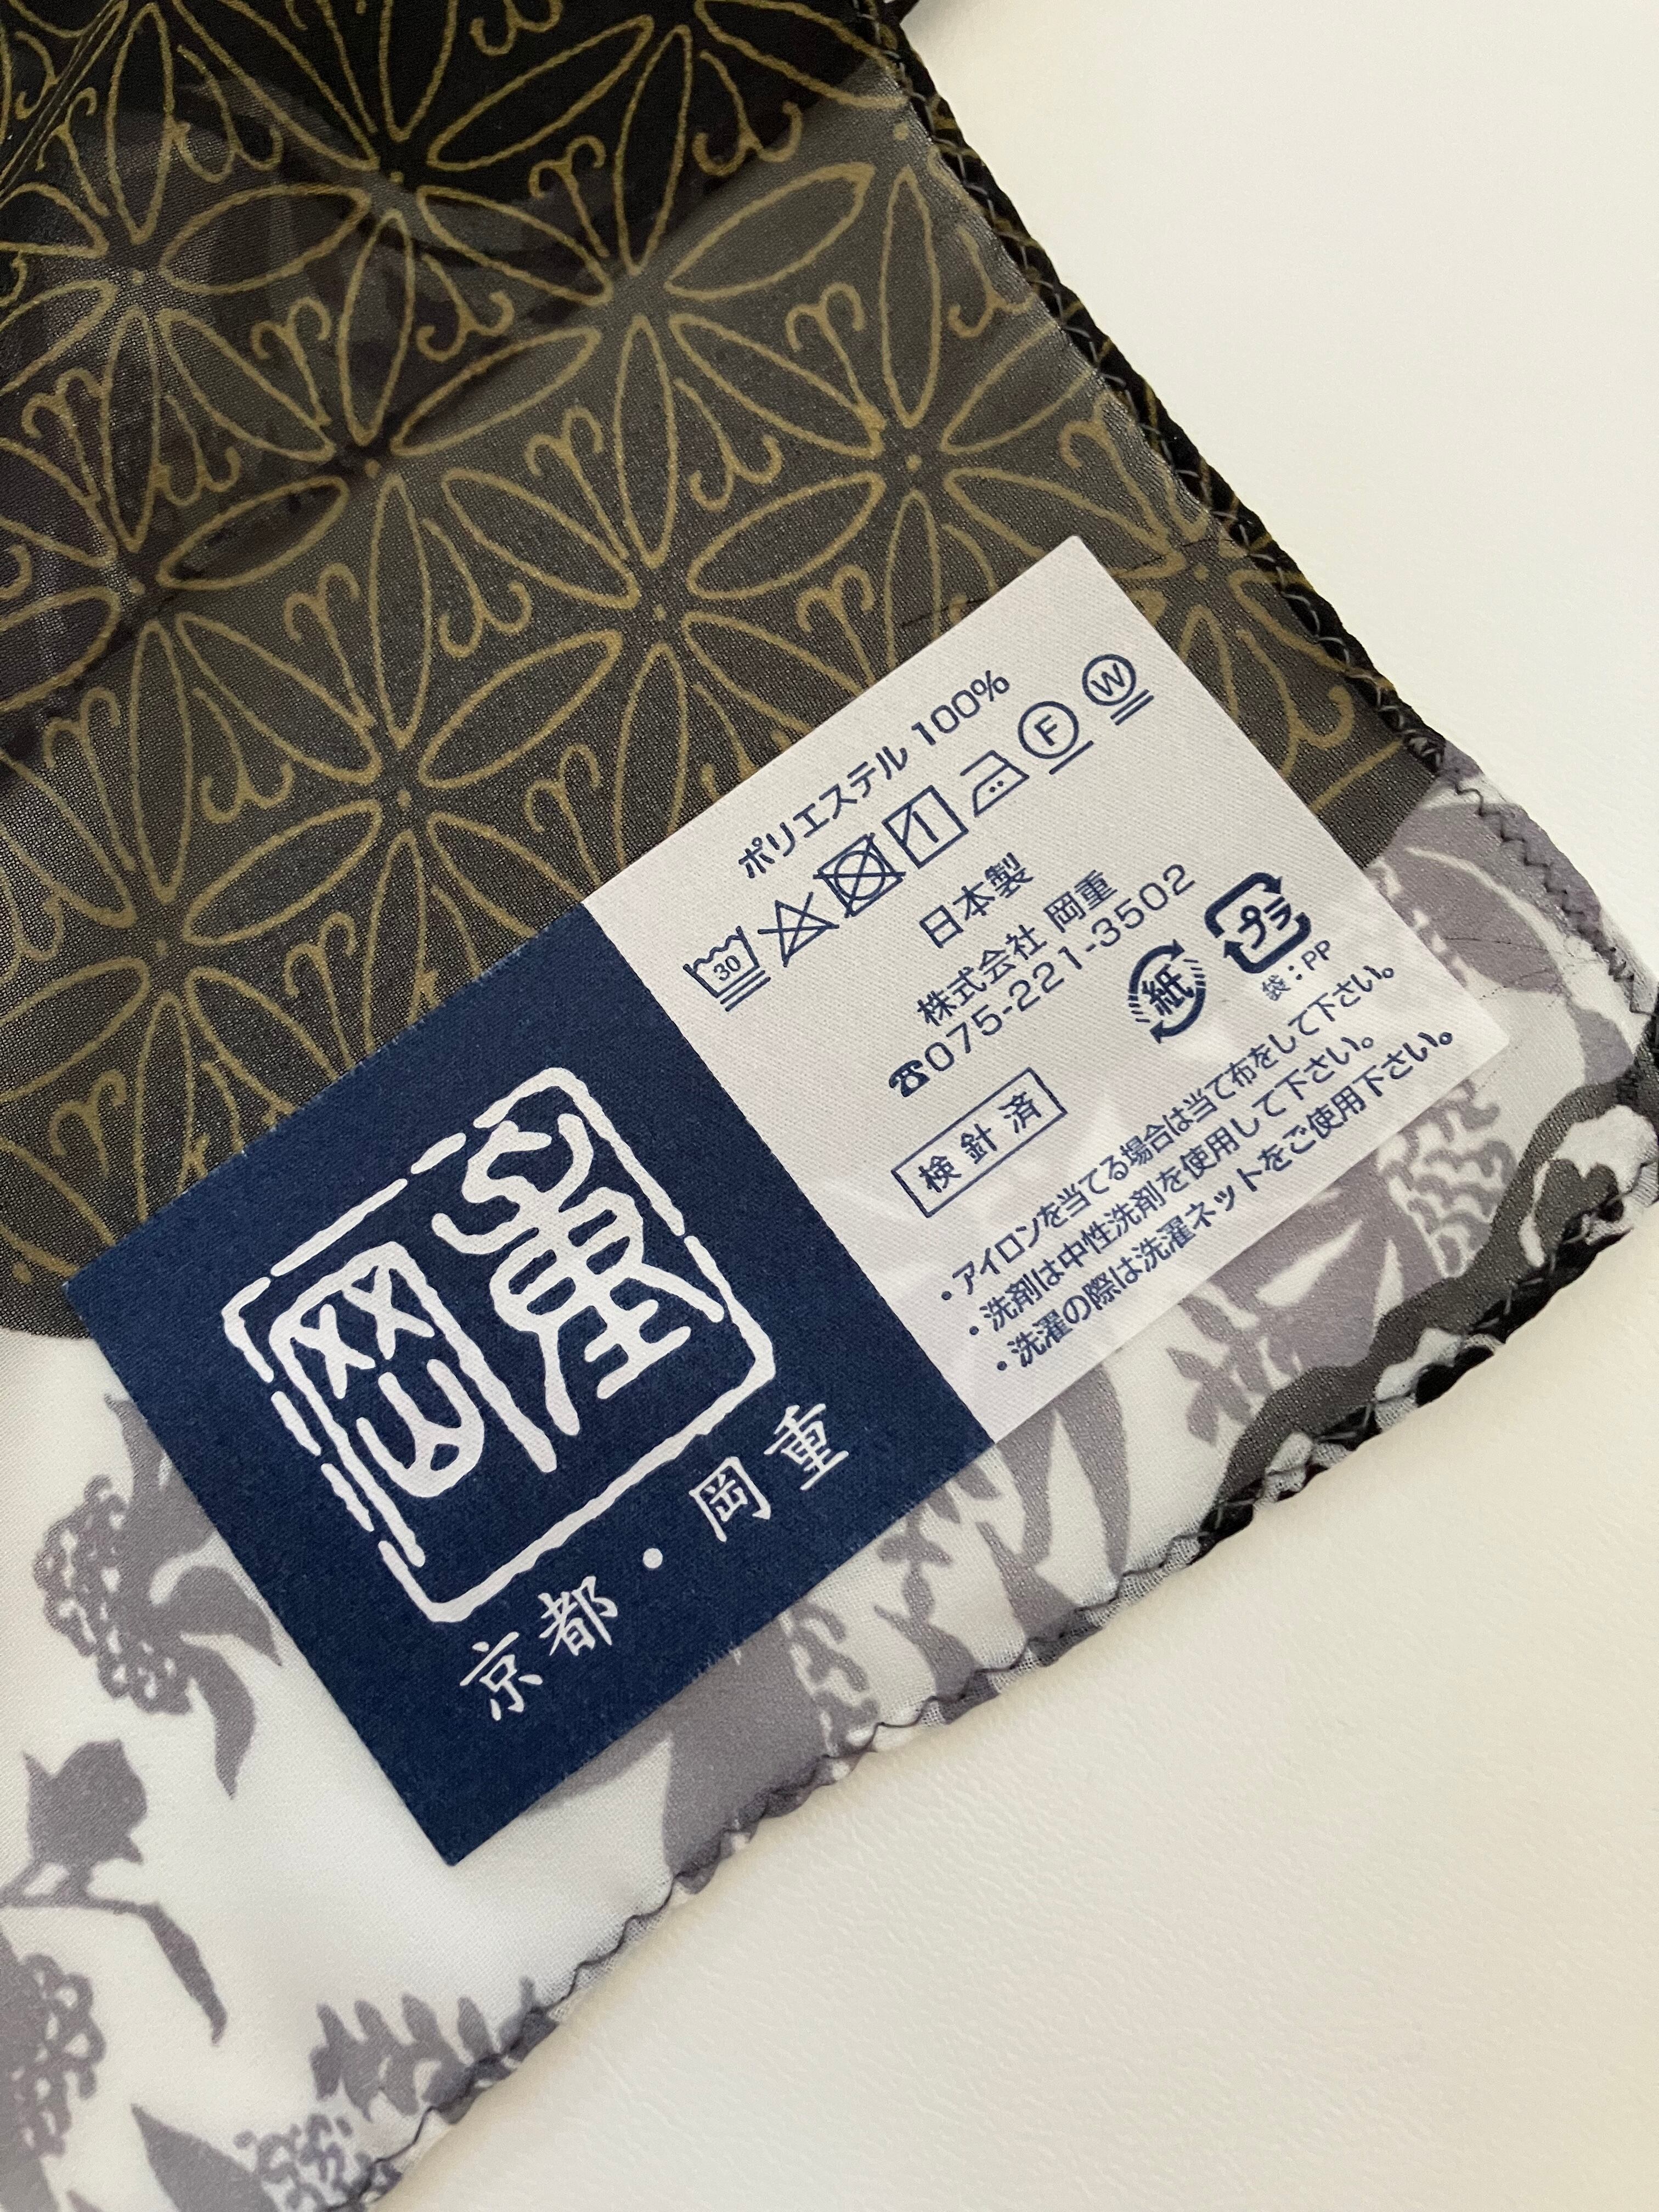 ポリエステル 100%
30
F W
日本製
株式会社 岡重
☎075-221-3502
紙 プラ
袋：PP
検針済
・アイロンを当てる場合は当て布をして下さい。
・洗剤は中性洗剤を使用して下さい。
・洗濯の際は洗濯ネットをご使用下さい。
岡重
京都・岡重